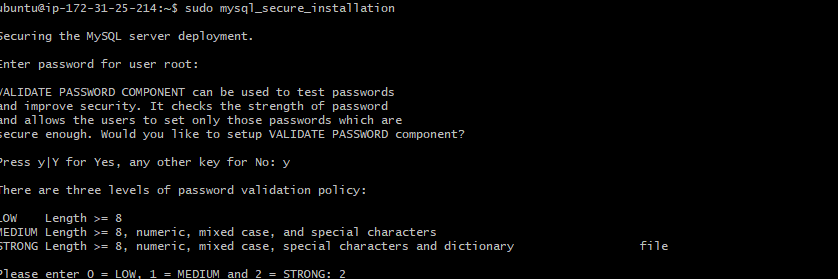 ubuntu@ip-172-31-25-214:~$ sudo mysql_secure_installation
Securing the MySQL server deployment.
Enter password for user root:
VALIDATE PASSWORD COMPONENT can be used to test passwords
and improve security. It checks the strength of password
and allows the users to set only those passwords which are
secure enough. Would you like to setup VALIDATE PASSWORD component?
Press y|Y for Yes, any other key for No: y
There are three levels of password validation policy:
LOW    Length >= 8
MEDIUM Length >= 8, numeric, mixed case, and special characters
STRONG Length >= 8, numeric, mixed case, special characters and dictionary                  file
Please enter 0 = LOW, 1 = MEDIUM and 2 = STRONG: 2